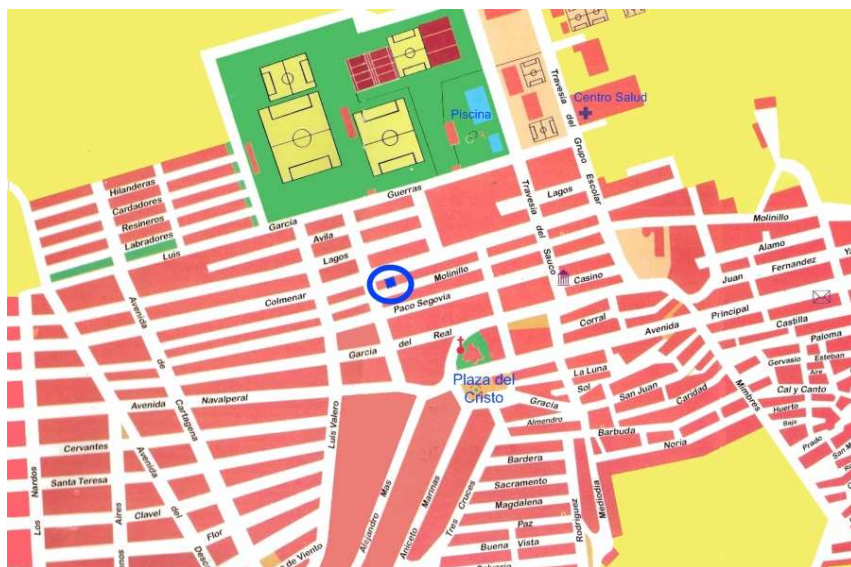 Piscina
Centro Salud
Travesia del Grupo Escolar
Hilanderas
Cardadores
Resineros
Labradores
Luis Garcia Guerras
Avila
Lagos
Lagos
Travesia del Sauco
Molinillo
Molinillo
Casino
Colmenar
Paco Segovia
Garcia del Real
Corral
Avenida Principal
Juan Fernandez
Alamo
Castilla
Paloma
Gervasio Esteban
Aire
Cal y Canto
Huerto
Baja
Prado
Mimbres
Plaza del
Cristo
La Luna
Sol
San Juan
Caridad
Gracia
Almendro
Barbuda
Noria
Avenida de Cartagena
Avenida Navalperal
Luis Valero
Cervantes
Santa Teresa
Clavel
Flor
Avenida del
Los Nardos
Aires
de Viento
Alejandro Mas
Aniceto Marinas
Tres Cruces
Bardera
Sacramento
Magdalena
Paz
Buena Vista
Rodriguez
Mediodia